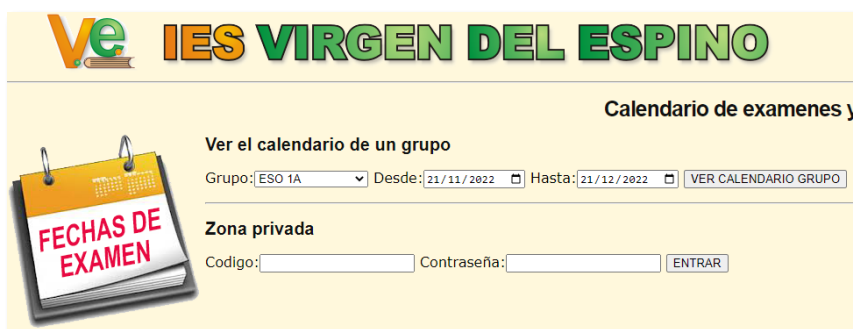 Ve IES VIRGEN DEL ESPINO
Calendario de examenes y
Ver el calendario de un grupo
Grupo: ESO 1A Desde: 21/11/2022 Hasta: 21/12/2022 VER CALENDARIO GRUPO
FECHAS DE
EXAMEN
Zona privada
Codigo: Contraseña: ENTRAR